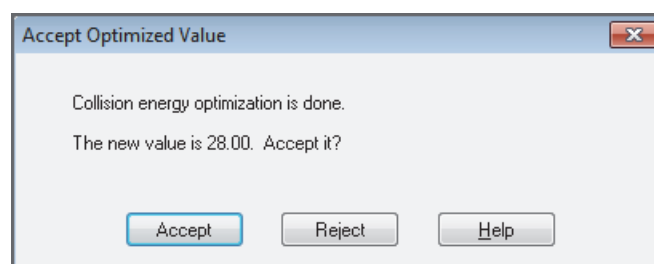 Accept Optimized Value
Collision energy optimization is done.
The new value is 28.00. Accept it?
Accept Reject Help